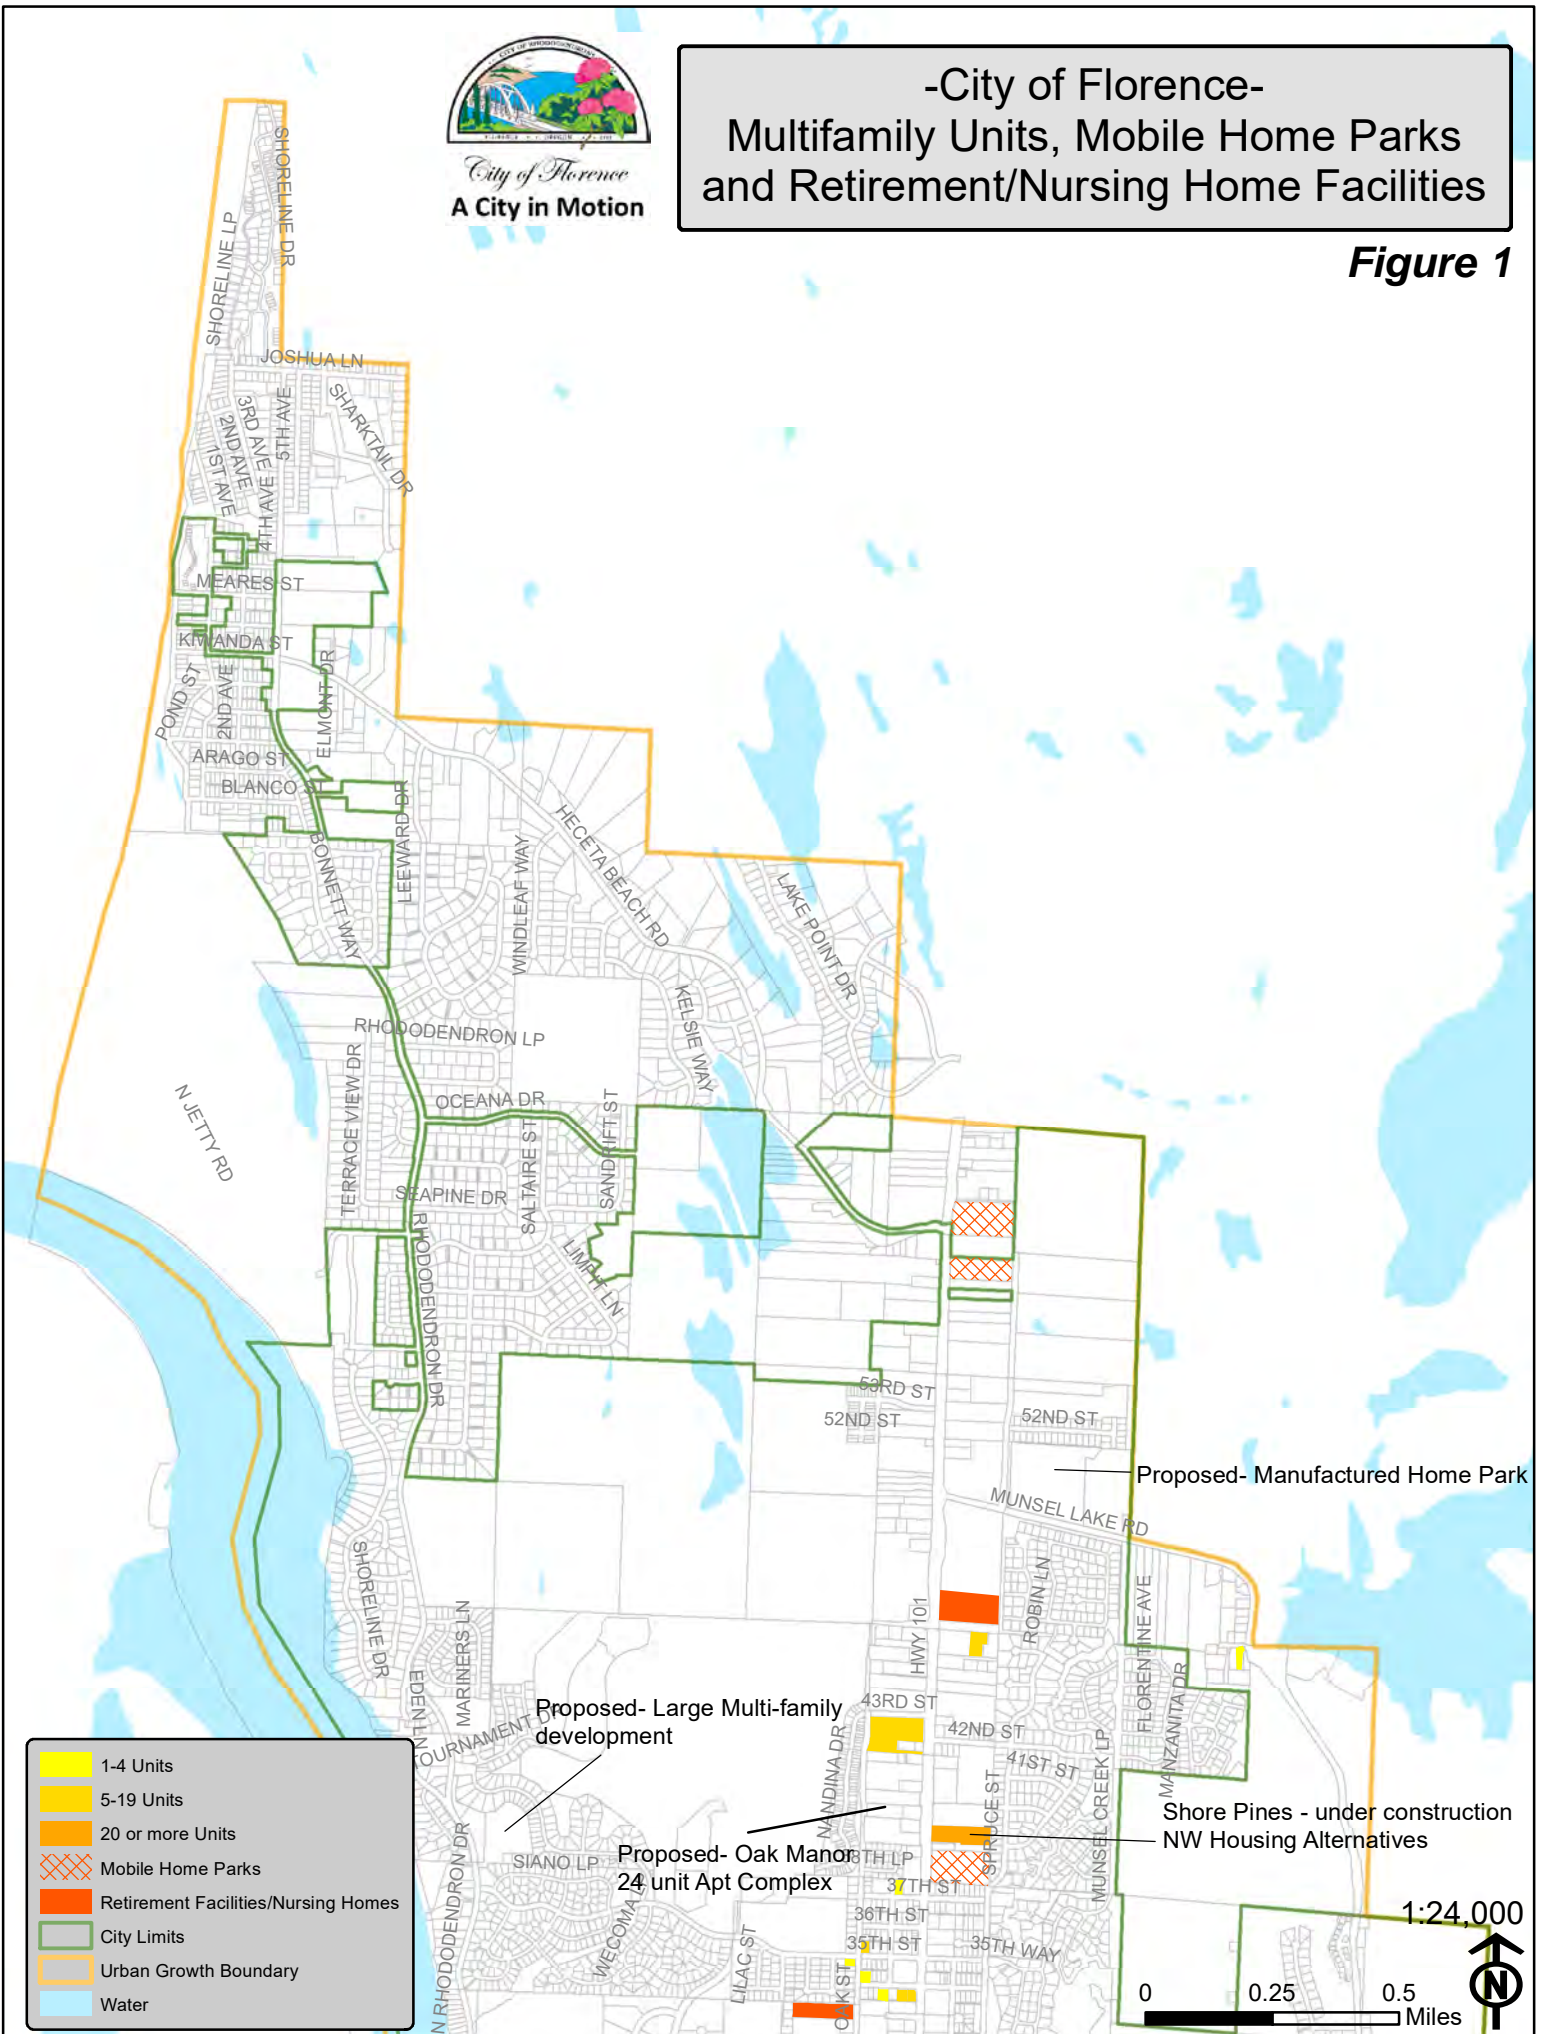 -City of Florence-
Multifamily Units, Mobile Home Parks
and Retirement/Nursing Home Facilities
Figure 1
City of Florence
A City in Motion
SHORELINE DR
SHORELINE LP
JOSHUA LN
SHARKTAIL DR
5TH AVE
3RD AVE
2ND AVE
1ST AVE
4TH AVE
MEARES ST
KIWANDA ST
POND ST
2ND AVE
ELMONT DR
ARAGO ST
BLANCO ST
LEEWARD DR
BONNETT WAY
WINDLEAF WAY
HECETA BEACH RD
LAKE POINT DR
KELSIE WAY
RHODODENDRON LP
TERRACE VIEW DR
OCEANA DR
N JETTY RD
SALTAIRE ST
SANDRIFT ST
SEAPINE DR
LIMPIT LN
RHODODENDRON DR
53RD ST
52ND ST
52ND ST
Proposed- Manufactured Home Park
MUNSEL LAKE RD
SHORELINE DR
ROBIN LN
HWY 101
FLORENTINE AVE
MARINERS LN
EDEN LN
MANZANITA DR
TOURNAMENT DR
Proposed- Large Multi-family
development
43RD ST
42ND ST
41ST ST
NANDINA DR
SPRUCE ST
MUNSEL CREEK LP
Shore Pines - under construction
NW Housing Alternatives
Proposed- Oak Manor
24 unit Apt Complex
38TH LP
37TH ST
36TH ST
35TH ST
35TH WAY
SIANO LP
WECOMA
LILAC ST
OAK ST
N RHODODENDRON DR
1-4 Units
5-19 Units
20 or more Units
Mobile Home Parks
Retirement Facilities/Nursing Homes
City Limits
Urban Growth Boundary
Water
1:24,000
N
0 0.25 0.5
Miles